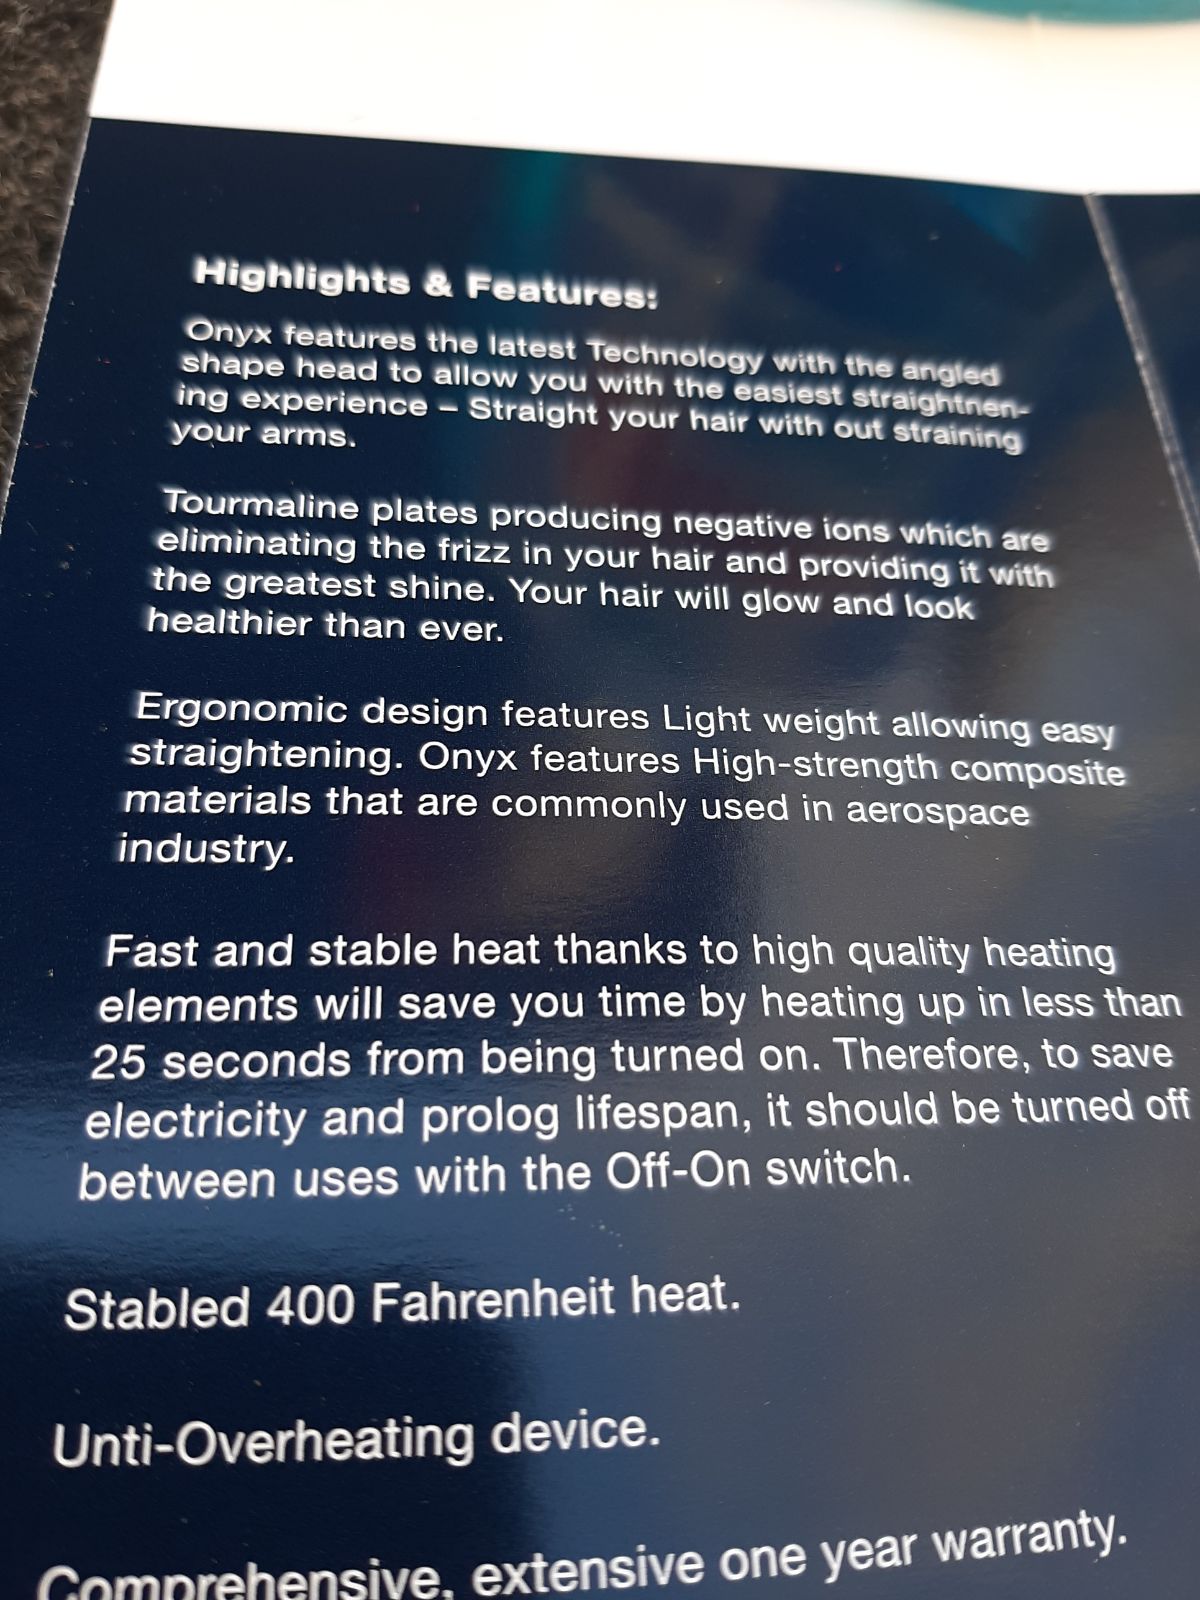 Highlights & Features:
Onyx features the latest Technology with the angled
shape head to allow you with the easiest straightnen-
ing experience – Straight your hair with out straining
your arms.
Tourmaline plates producing negative ions which are
eliminating the frizz in your hair and providing it with
the greatest shine. Your hair will glow and look
healthier than ever.
Ergonomic design features Light weight allowing easy
straightening. Onyx features High-strength composite
materials that are commonly used in aerospace
industry.
Fast and stable heat thanks to high quality heating
elements will save you time by heating up in less than
25 seconds from being turned on. Therefore, to save
electricity and prolog lifespan, it should be turned off
between uses with the Off-On switch.
Stabled 400 Fahrenheit heat.
Unti-Overheating device.
Comprehensive, extensive one year warranty.